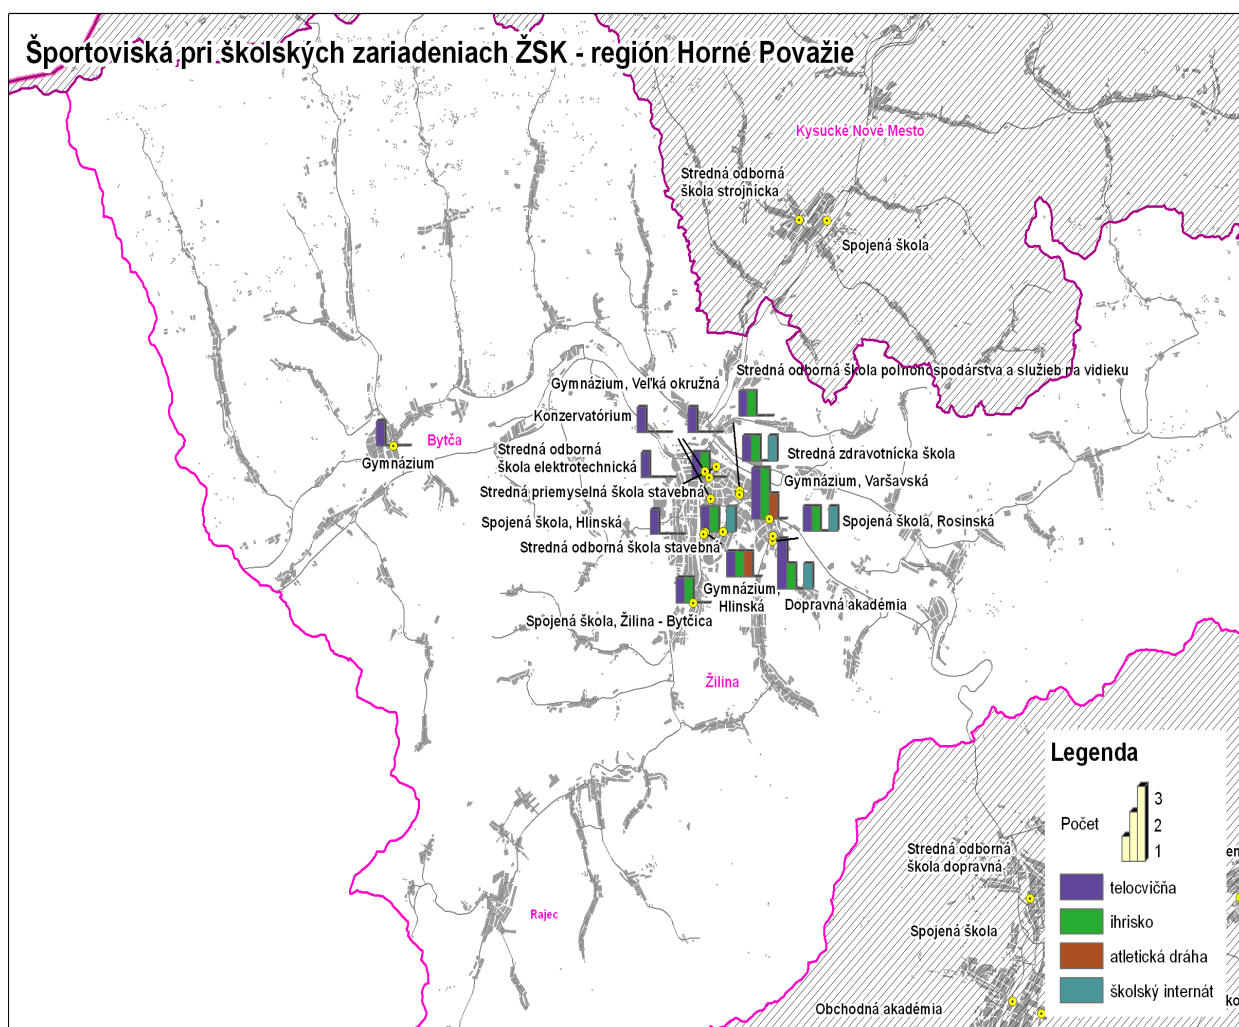 Športoviská pri školských zariadeniach ŽSK - región Horné Považie
Kysucké Nové Mesto
Stredná odborná
škola strojnícka
Spojená škola
Stredná odborná škola poľnohospodárstva a služieb na vidieku
Gymnázium, Veľká okružná
Konzervatórium
Bytča
Gymnázium
Stredná odborná
škola elektrotechnická
Stredná zdravotnícka škola
Gymnázium, Varšavská
Stredná priemyselná škola stavebná
Spojená škola, Hlinská
Spojená škola, Rosinská
Stredná odborná škola stavebná
Gymnázium,
Hlinská
Dopravná akadémia
Spojená škola, Žilina - Bytčica
Žilina
Rajec
Legenda
Počet
3
2
1
telocvičňa
ihrisko
atletická dráha
školský internát
Stredná odborná
škola dopravná
Spojená škola
Obchodná akadémia